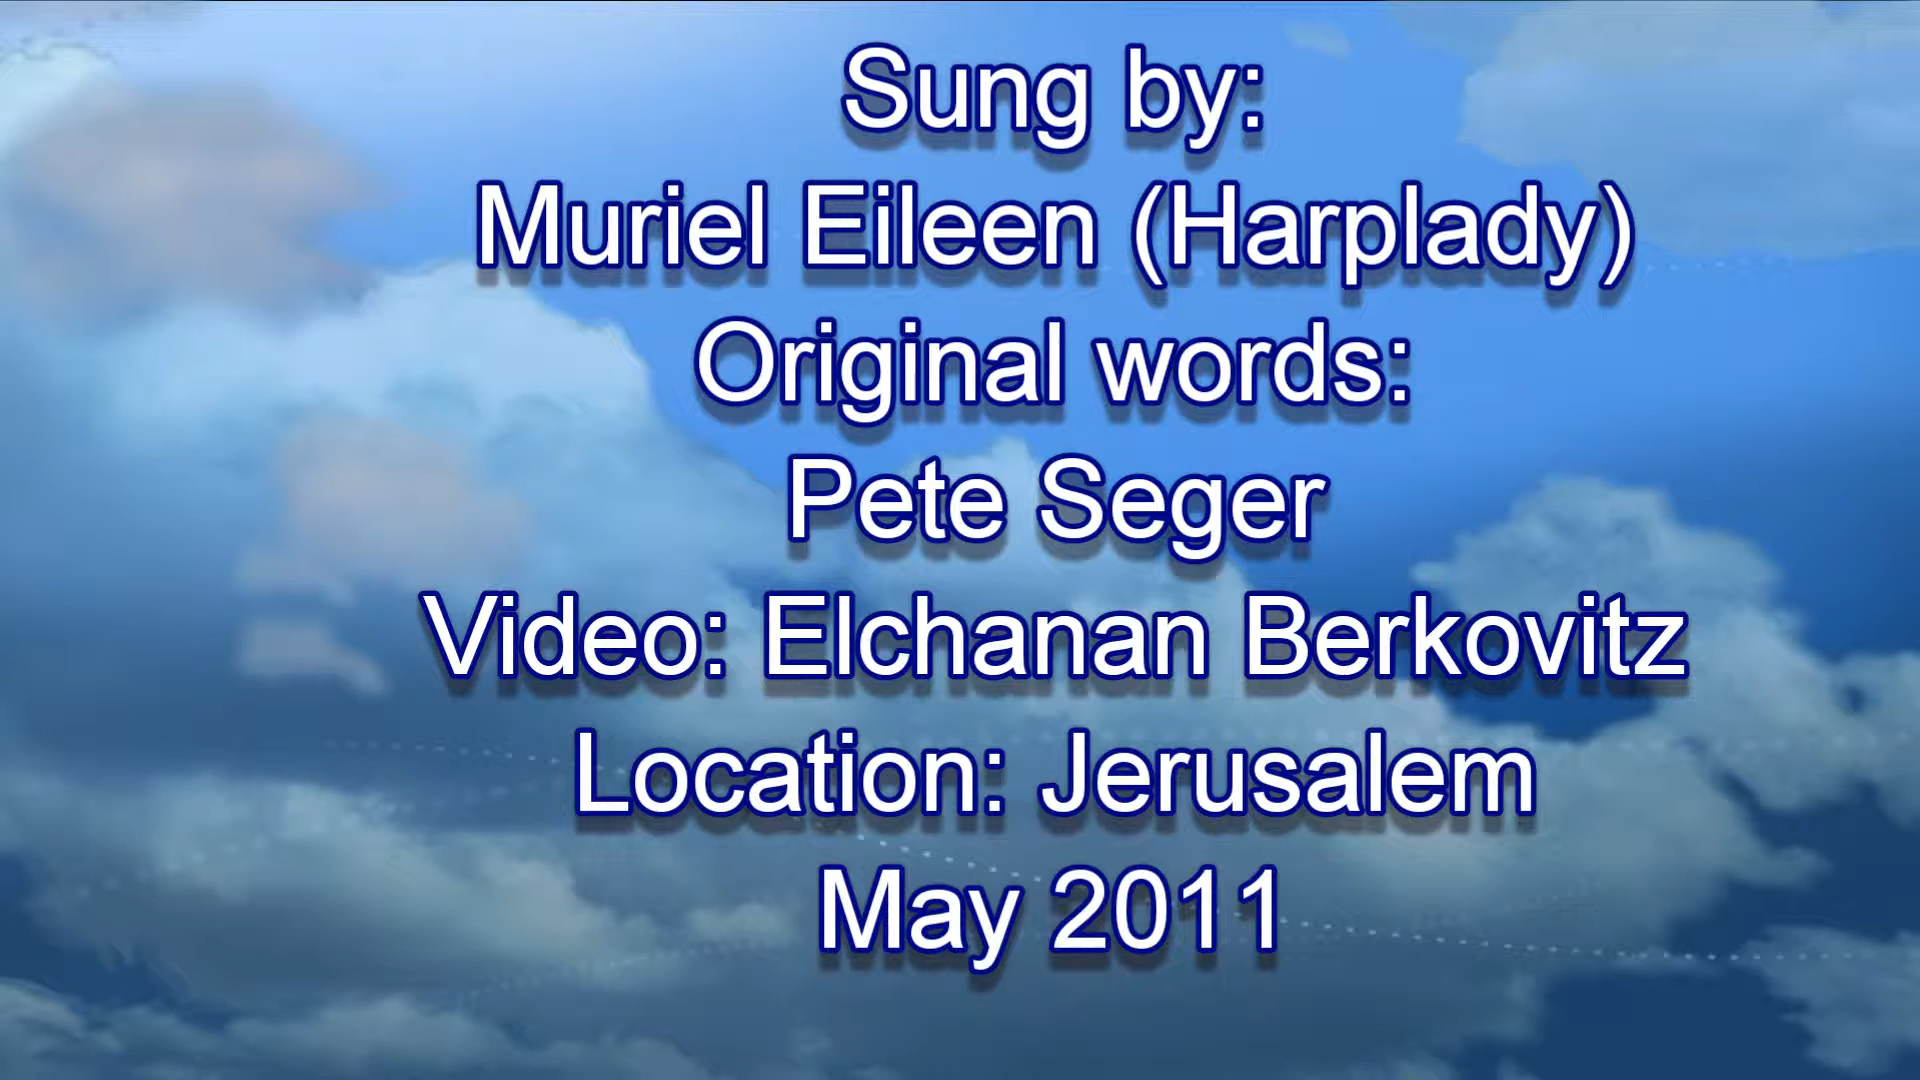 Sung by:
Muriel Eileen (Harplady)
Original words:
Pete Seger
Video: Elchanan Berkovitz
Location: Jerusalem
May 2011